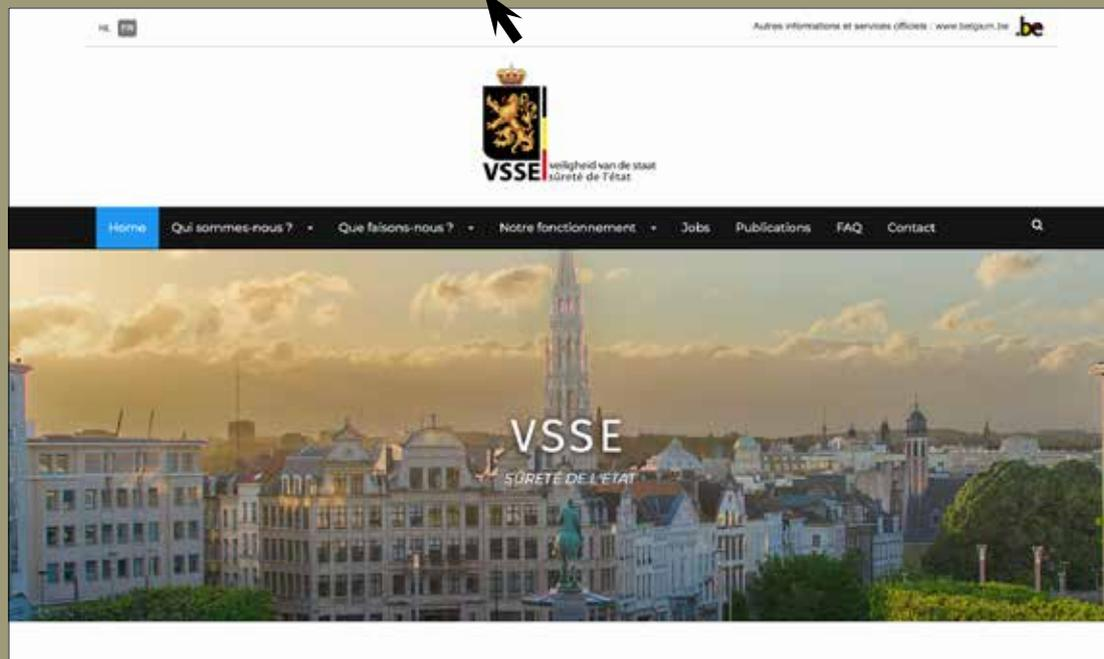 NL FR
Autres informations et services officiels : www.belgium.be .be
VSSE veiligheid van de staat
sûreté de l'État
Home Qui sommes-nous ? Que faisons-nous ? Notre fonctionnement Jobs Publications FAQ Contact
VSSE
SÛRETÉ DE L'ETAT